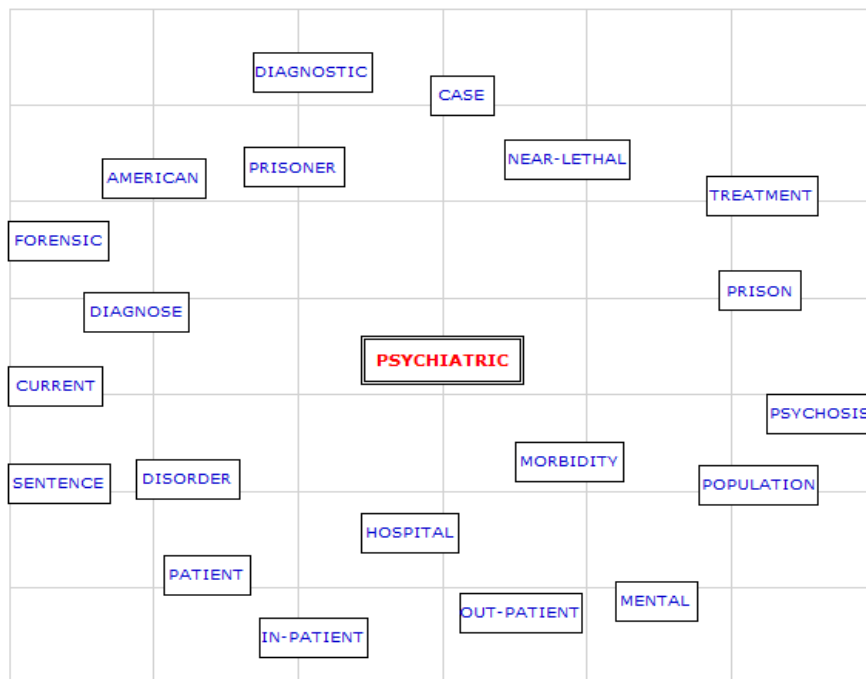 DIAGNOSTIC
CASE
NEAR-LETHAL
PRISONER
AMERICAN
TREATMENT
FORENSIC
PRISON
DIAGNOSE
PSYCHIATRIC
CURRENT
PSYCHOSIS
MORBIDITY
DISORDER
SENTENCE
POPULATION
HOSPITAL
PATIENT
MENTAL
OUT-PATIENT
IN-PATIENT